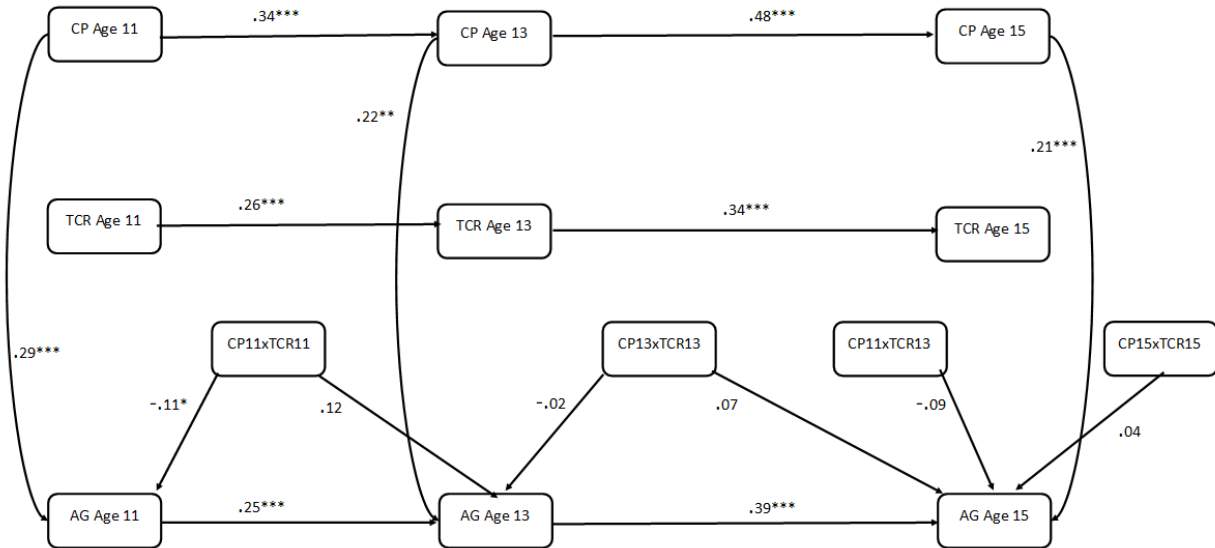 .34***
.48***
CP Age 11
CP Age 13
CP Age 15
.22**
.21***
.26***
.34***
TCR Age 11
TCR Age 13
TCR Age 15
CP11xTCR11
CP13xTCR13
CP11xTCR13
CP15xTCR15
.29***
-.11*
.12
-.02
.07
-.09
.04
.25***
.39***
AG Age 11
AG Age 13
AG Age 15